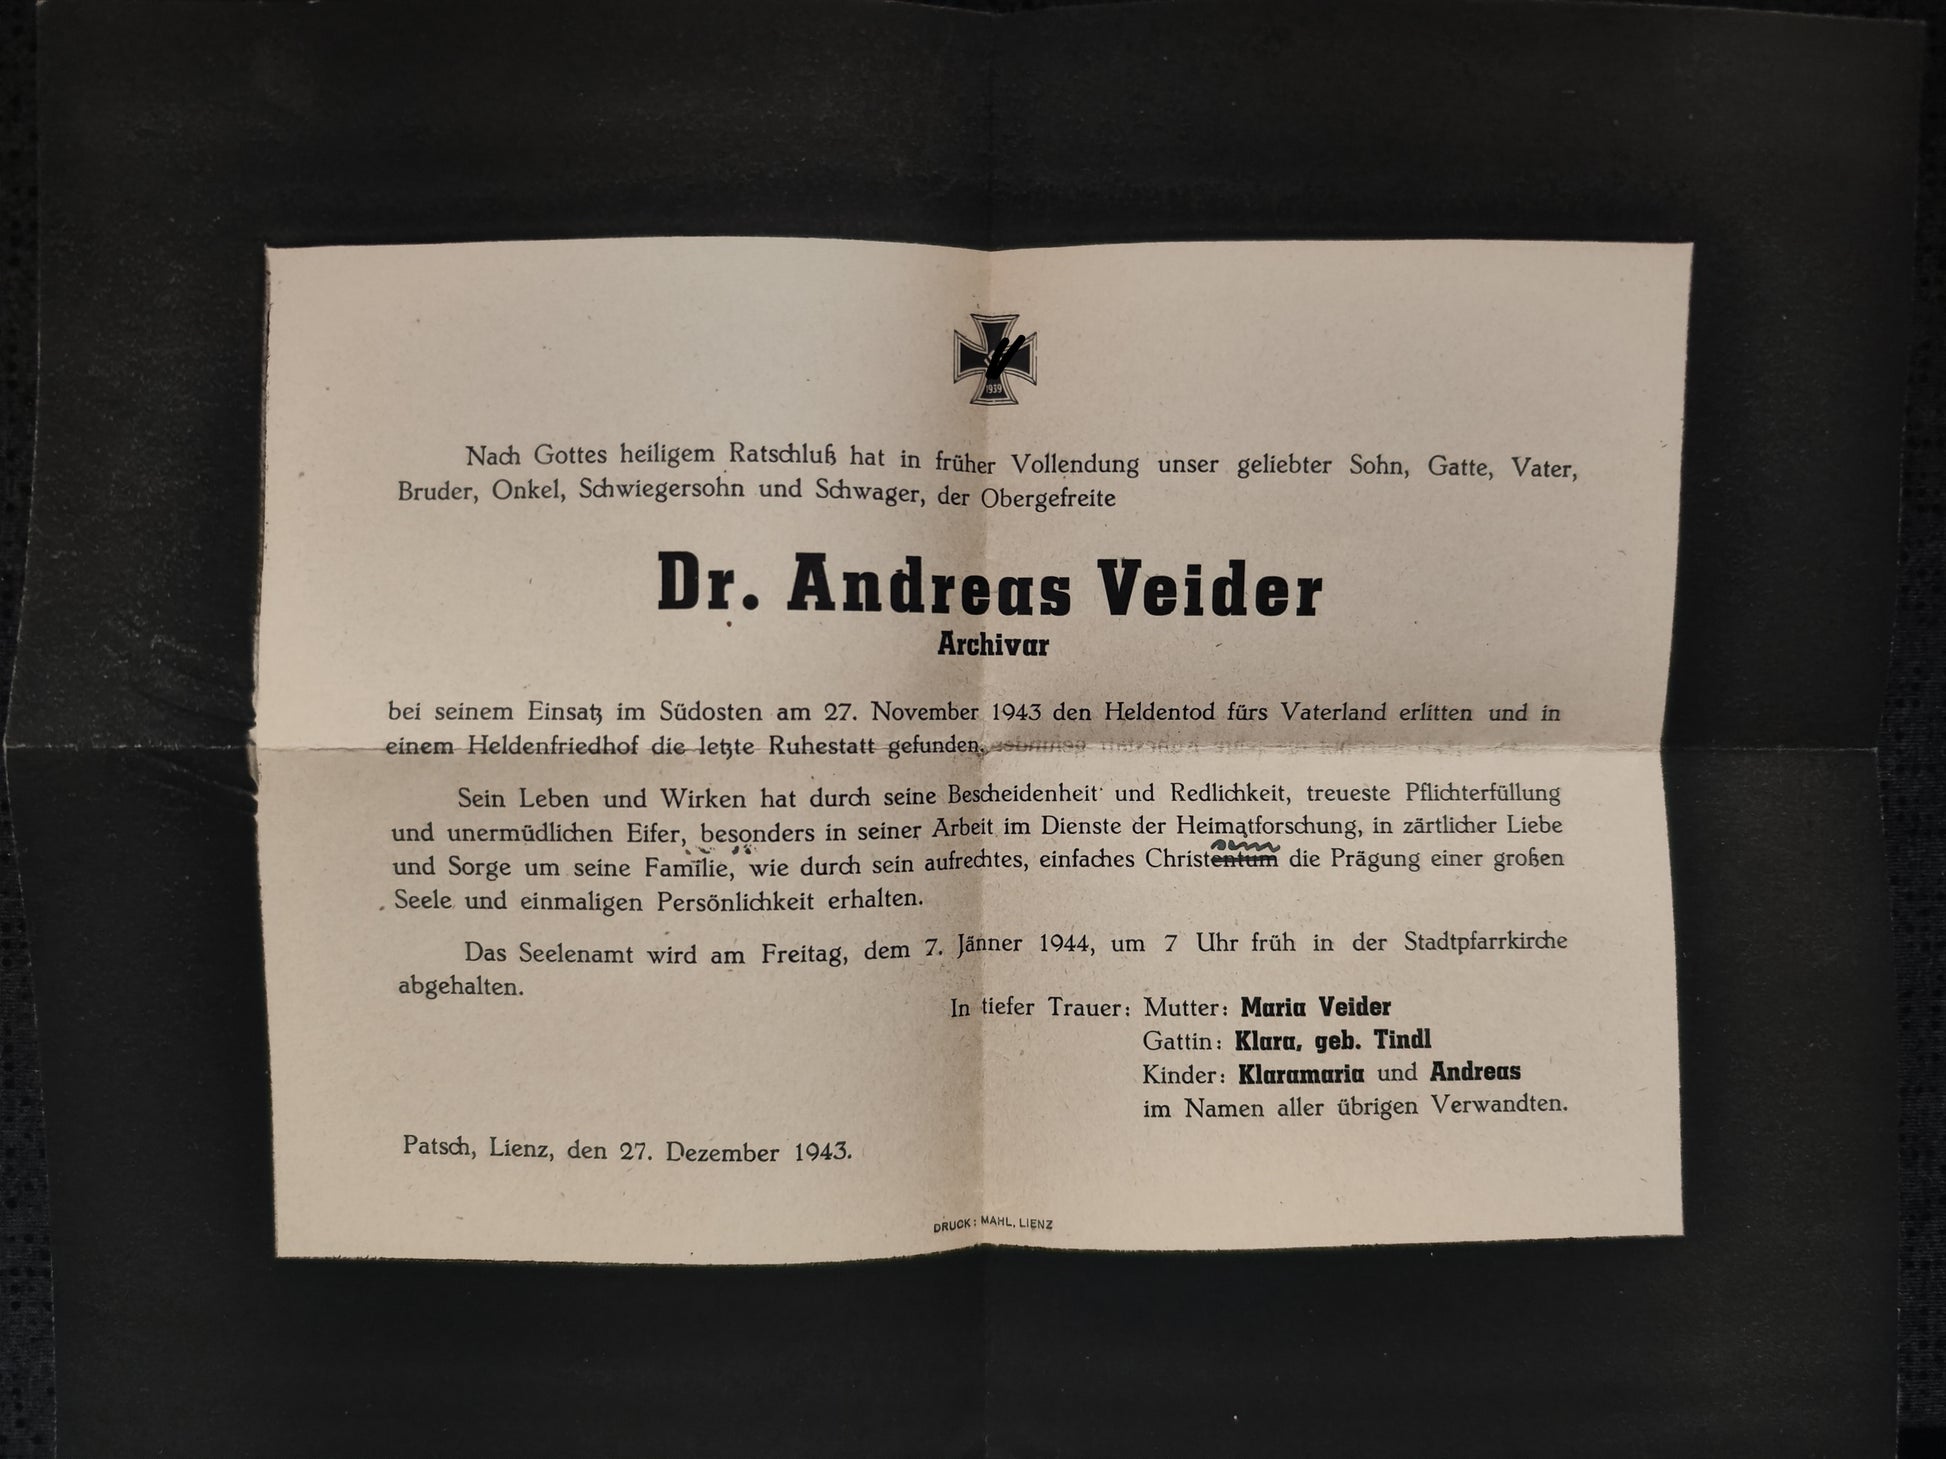 1939
Nach Gottes heiligem Ratschluß hat in früher Vollendung unser geliebter Sohn, Gatte, Vater,
Bruder, Onkel, Schwiegersohn und Schwager, der Obergefreite
Dr. Andreas Veider
Archivar
bei seinem Einsatz im Südosten am 27. November 1943 den Heldentod fürs Vaterland erlitten und in
einem Heldenfriedhof die letzte Ruhestatt gefunden.
Sein Leben und Wirken hat durch seine Bescheidenheit und Redlichkeit, treueste Pflichterfüllung
und unermüdlichen Eifer, besonders in seiner Arbeit im Dienste der Heimatforschung, in zärtlicher Liebe
und Sorge um seine Familie, wie durch sein aufrechtes, einfaches Christentum die Prägung einer großen
Seele und einmaligen Persönlichkeit erhalten.
Das Seelenamt wird am Freitag, dem 7. Jänner 1944, um 7 Uhr früh in der Stadtpfarrkirche
abgehalten.
In tiefer Trauer: Mutter: Maria Veider
Gattin: Klara, geb. Tindl
Kinder: Klaramaria und Andreas
im Namen aller übrigen Verwandten.
Patsch, Lienz, den 27. Dezember 1943.
DRUCK: MAHL, LIENZ